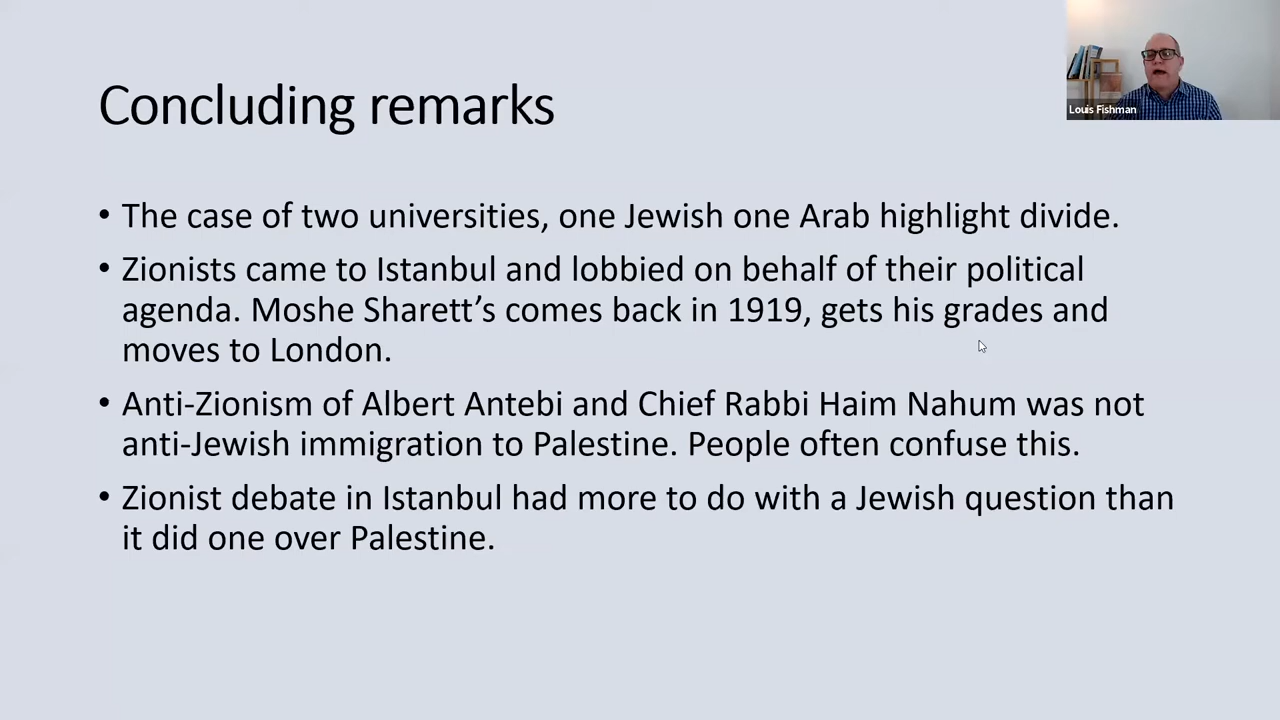 Concluding remarks
Louis Fishman
• The case of two universities, one Jewish one Arab highlight divide.
• Zionists came to Istanbul and lobbied on behalf of their political
agenda. Moshe Sharett’s comes back in 1919, gets his grades and
moves to London.
• Anti-Zionism of Albert Antebi and Chief Rabbi Haim Nahum was not
anti-Jewish immigration to Palestine. People often confuse this.
• Zionist debate in Istanbul had more to do with a Jewish question than
it did one over Palestine.